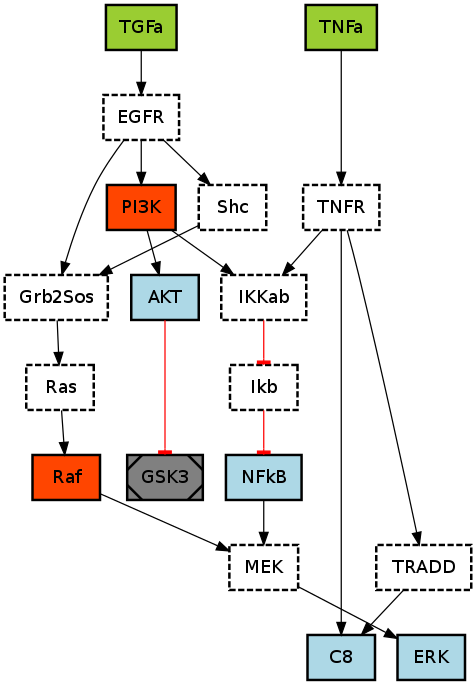 TGFa
TNFa
EGFR
PI3K
Shc
TNFR
Grb2Sos
AKT
IKKab
Ras
Ikb
Raf
GSK3
NFkB
MEK
TRADD
C8
ERK